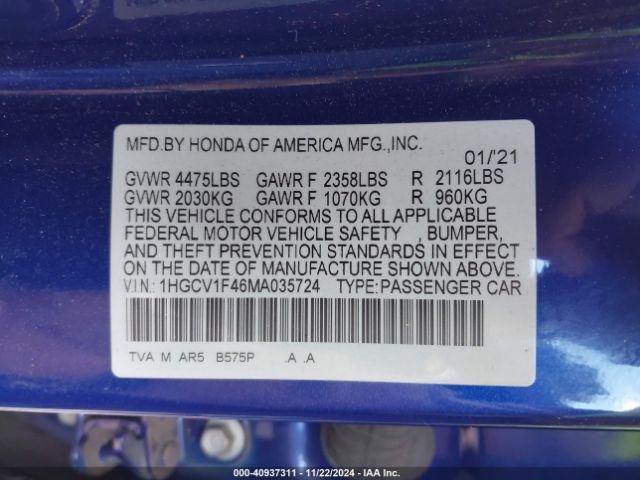 MFD.BY HONDA OF AMERICA MFG.,INC.
01/'21
GVWR 4475LBS GAWR F 2358LBS R 2116LBS
GVWR 2030KG GAWR F 1070KG R 960KG
THIS VEHICLE CONFORMS TO ALL APPLICABLE
FEDERAL MOTOR VEHICLE SAFETY , BUMPER,
AND THEFT PREVENTION STANDARDS IN EFFECT
ON THE DATE OF MANUFACTURE SHOWN ABOVE.
V.I.N.: 1HGCV1F46MA035724 TYPE:PASSENGER CAR
TVA M AR5 B575P .A .A
000-40937311 - 11/22/2024 - IAA Inc.